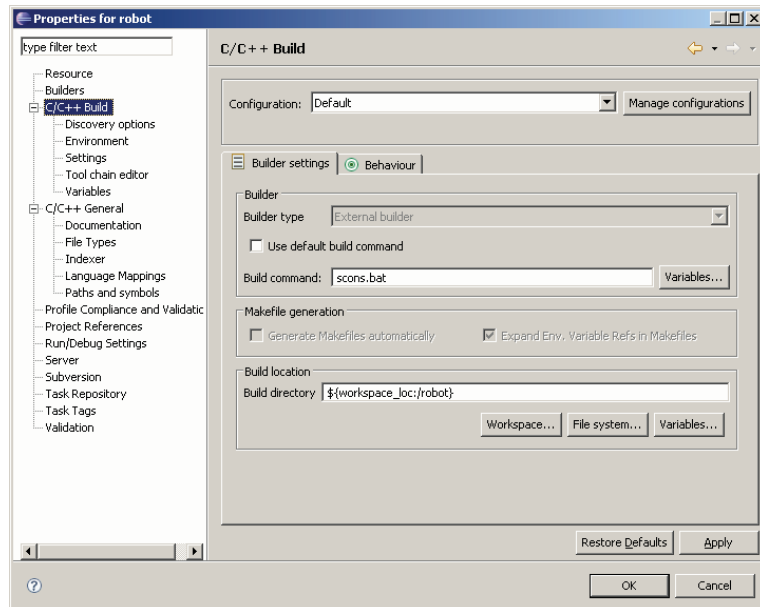 Properties for robot
type filter text
Resource
Builders
C/C++ Build
Discovery options
Environment
Settings
Tool chain editor
Variables
C/C++ General
Documentation
File Types
Indexer
Language Mappings
Paths and symbols
Profile Compliance and Validatic
Project References
Run/Debug Settings
Server
Subversion
Task Repository
Task Tags
Validation
C/C++ Build
Configuration: Default Manage configurations
Builder settings Behaviour
Builder
Builder type External builder
Use default build command
Build command: scons.bat Variables...
Makefile generation
Generate Makefiles automatically Expand Env. Variable Refs in Makefiles
Build location
Build directory ${workspace_loc:/robot}
Workspace... File system... Variables...
Restore Defaults Apply
? OK Cancel